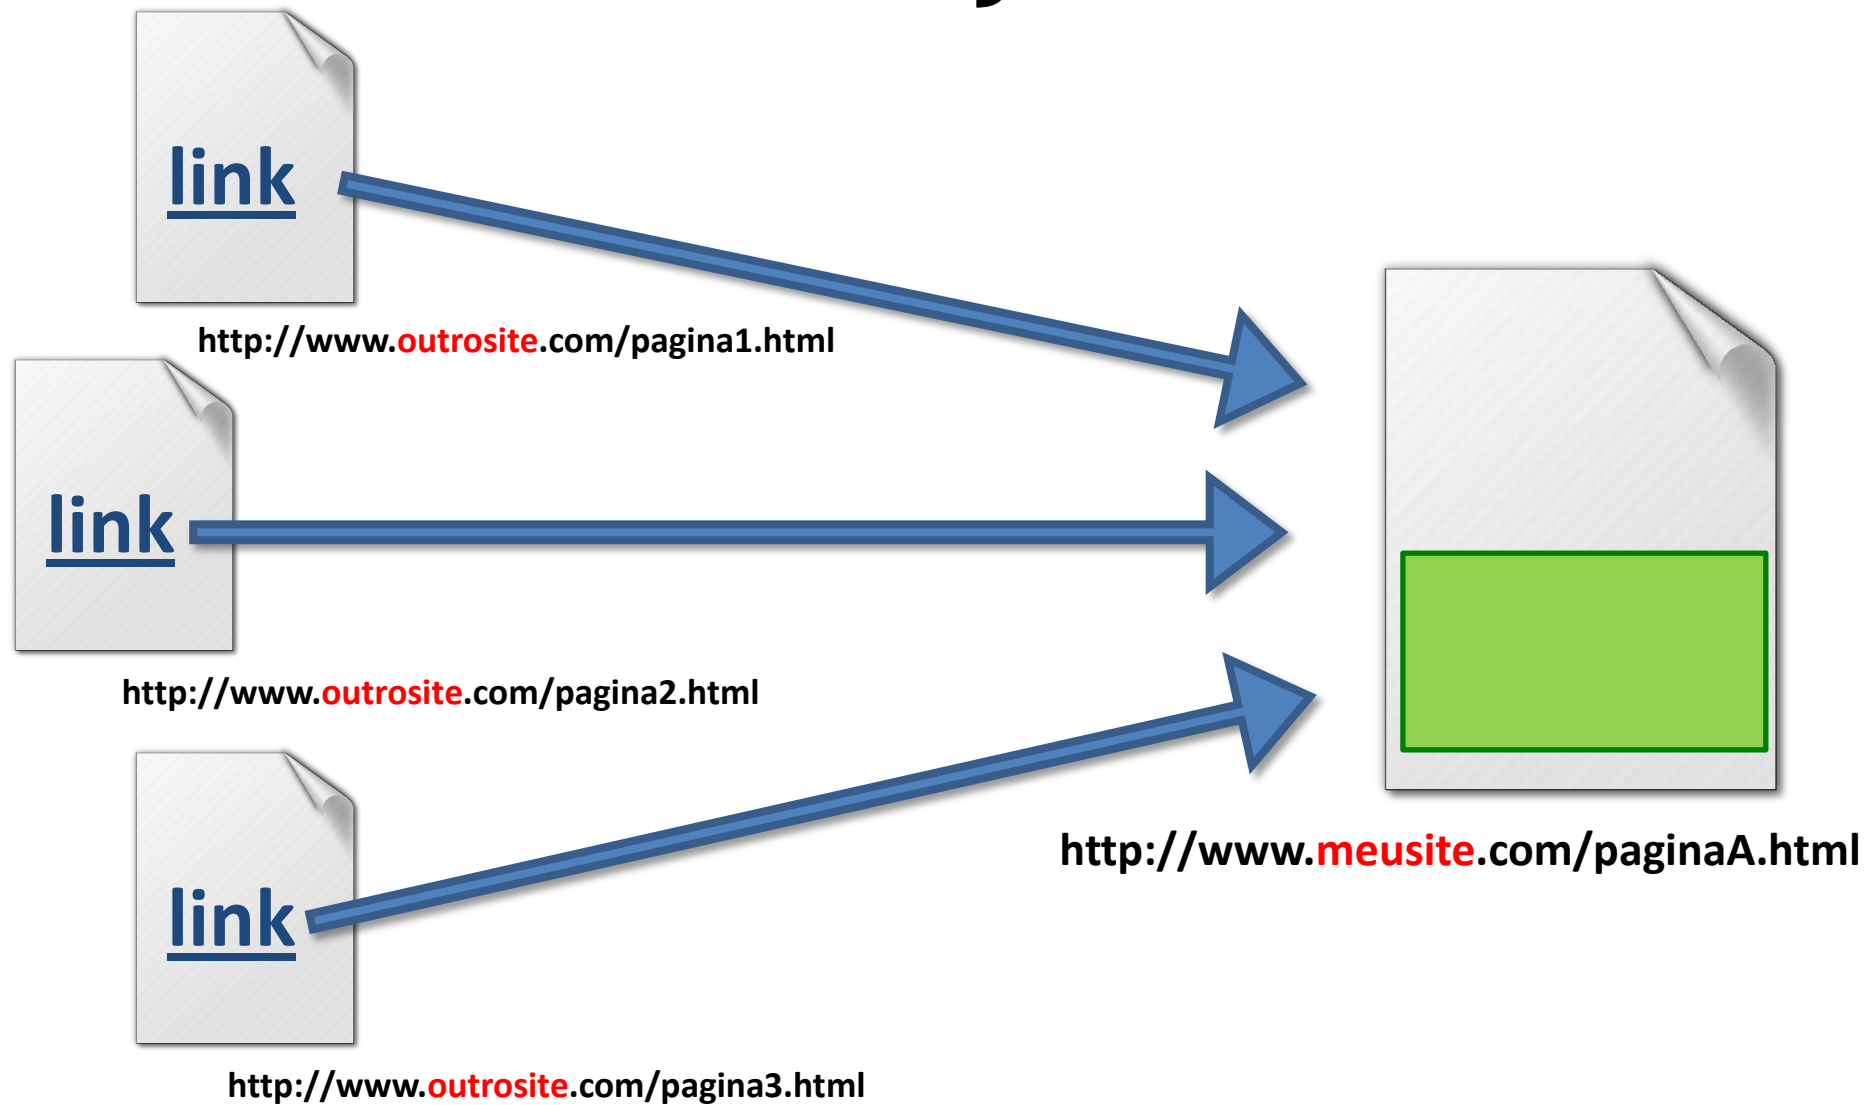 link
http://www.outrosite.com/pagina1.html
link
http://www.outrosite.com/pagina2.html
link
http://www.meusite.com/paginaA.html
http://www.outrosite.com/pagina3.html